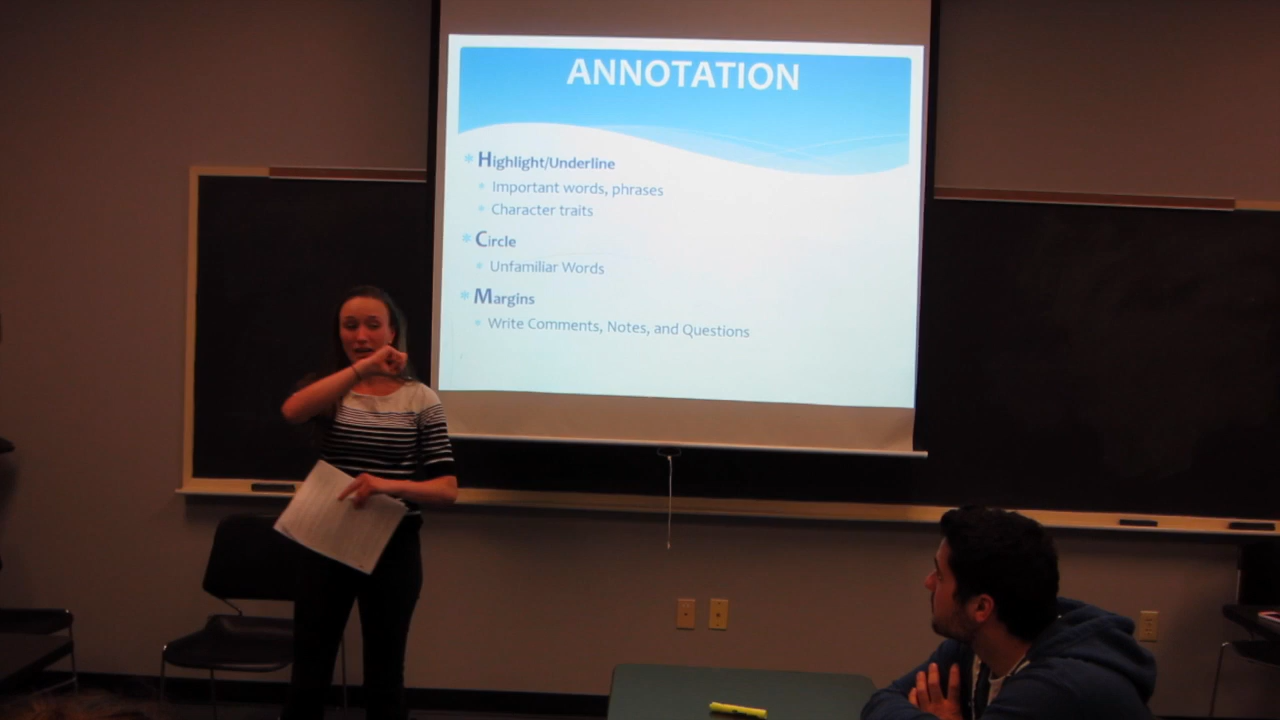 ANNOTATION
Highlight/Underline
Important words, phrases
Character traits
Circle
Unfamiliar Words
Margins
Write Comments, Notes, and Questions